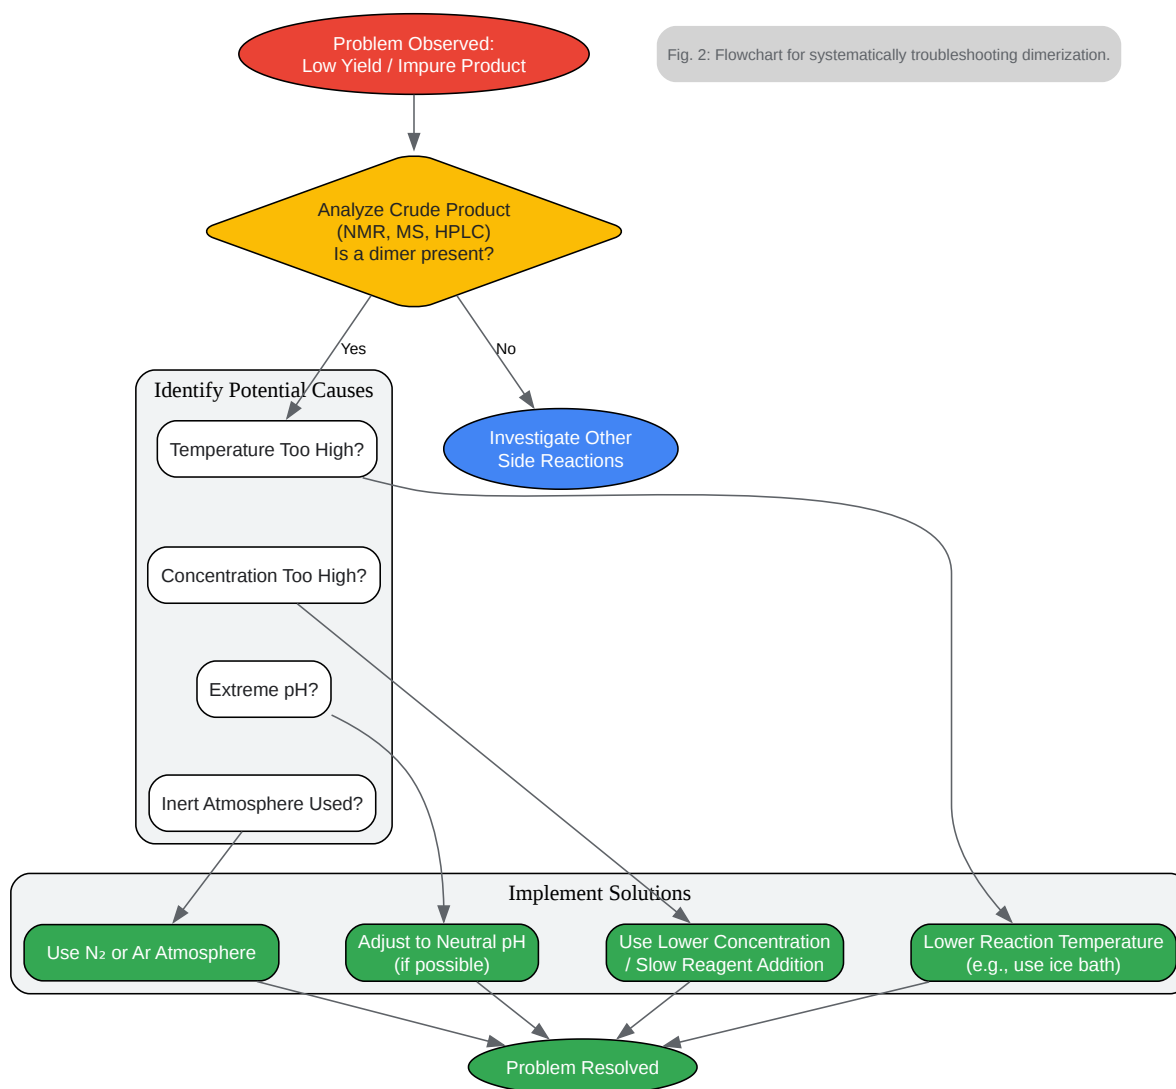 Problem Observed:
Low Yield / Impure Product
Fig. 2: Flowchart for systematically troubleshooting dimerization.
Analyze Crude Product
(NMR, MS, HPLC)
Is a dimer present?
Yes
No
Identify Potential Causes
Temperature Too High?
Investigate Other
Side Reactions
Concentration Too High?
Extreme pH?
Inert Atmosphere Used?
Implement Solutions
Use N₂ or Ar Atmosphere
Adjust to Neutral pH
(if possible)
Use Lower Concentration
/ Slow Reagent Addition
Lower Reaction Temperature
(e.g., use ice bath)
Problem Resolved